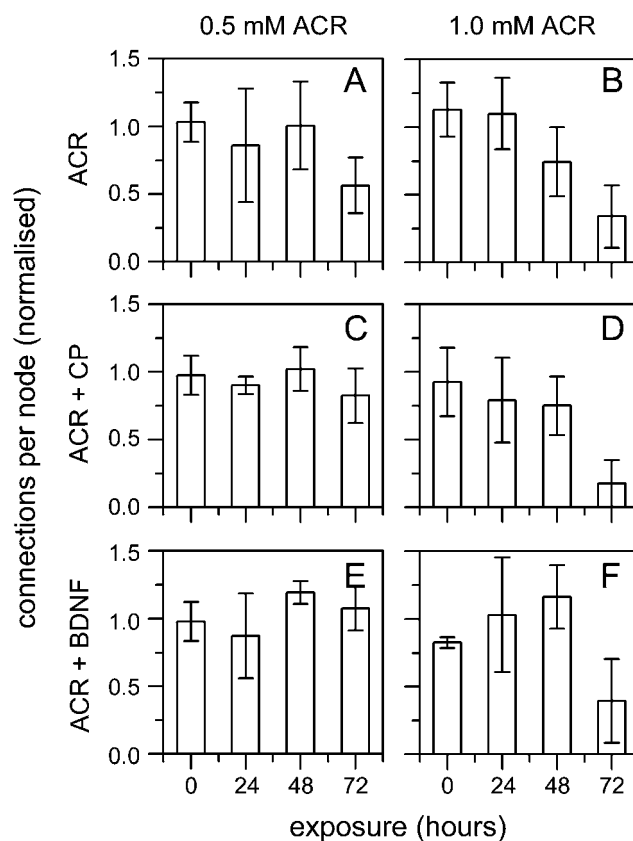 0.5 mM ACR
1.0 mM ACR
connections per node (normalised)
ACR
1.5
1.0
0.5
0.0
A
B
ACR + CP
1.5
1.0
0.5
0.0
C
D
ACR + BDNF
1.5
1.0
0.5
0.0
E
F
0 24 48 72
0 24 48 72
exposure (hours)